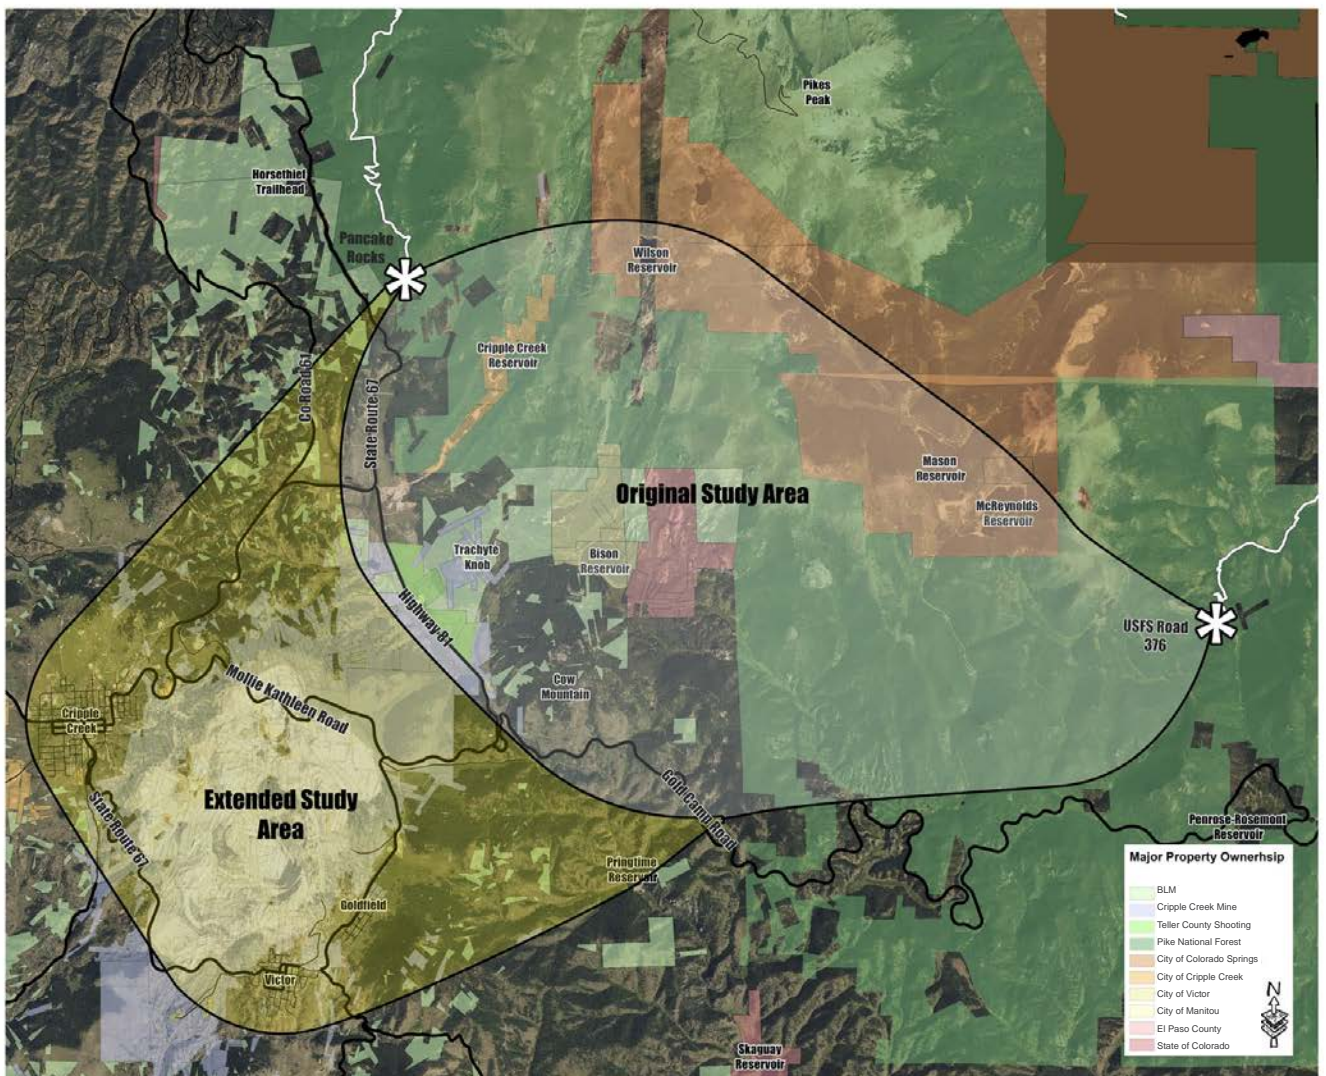 Pikes
Peak
Horsethief
Trailhead
Pancake
Rocks
Wilson
Reservoir
Cripple Creek
Reservoir
Co Road 61
State Route 67
Mason
Reservoir
McReynolds
Reservoir
Original Study Area
Trachyte
Knob
Bison
Reservoir
Highway 81
USFS Road
376
Cow
Mountain
Mollie Kathleen Road
Cripple
Creek
Gold Camp Road
Extended Study
Area
State Route 67
Penrose-Rosemont
Reservoir
Pringtime
Reservoir
Goldfield
Victor
Skaguay
Reservoir
Major Property Ownerhsip
BLM
Cripple Creek Mine
Teller County Shooting
Pike National Forest
City of Colorado Springs
City of Cripple Creek
City of Victor
City of Manitou
El Paso County
State of Colorado
N